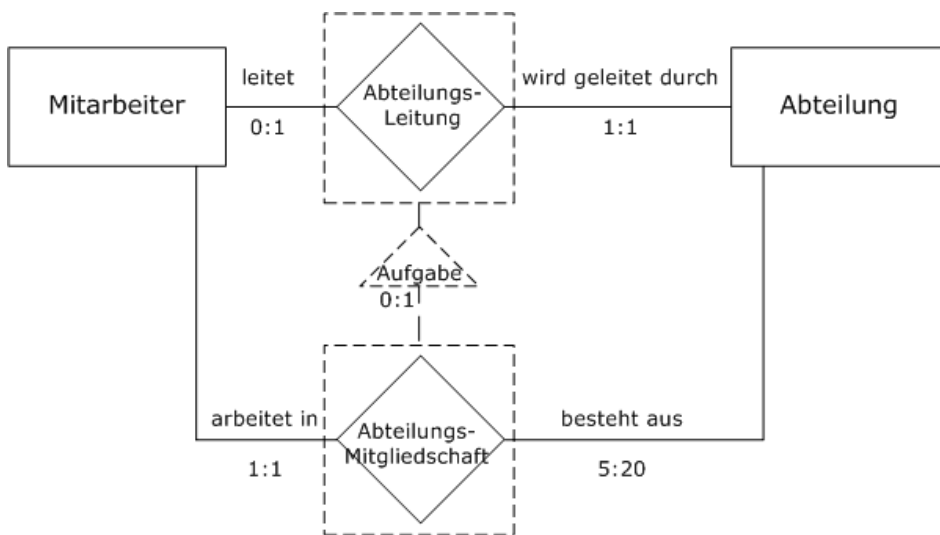 leitet
wird geleitet durch
Mitarbeiter
Abteilungs-
Leitung
Abteilung
0:1
1:1
Aufgabe
0:1
arbeitet in
besteht aus
Abteilungs-
Mitgliedschaft
1:1
5:20